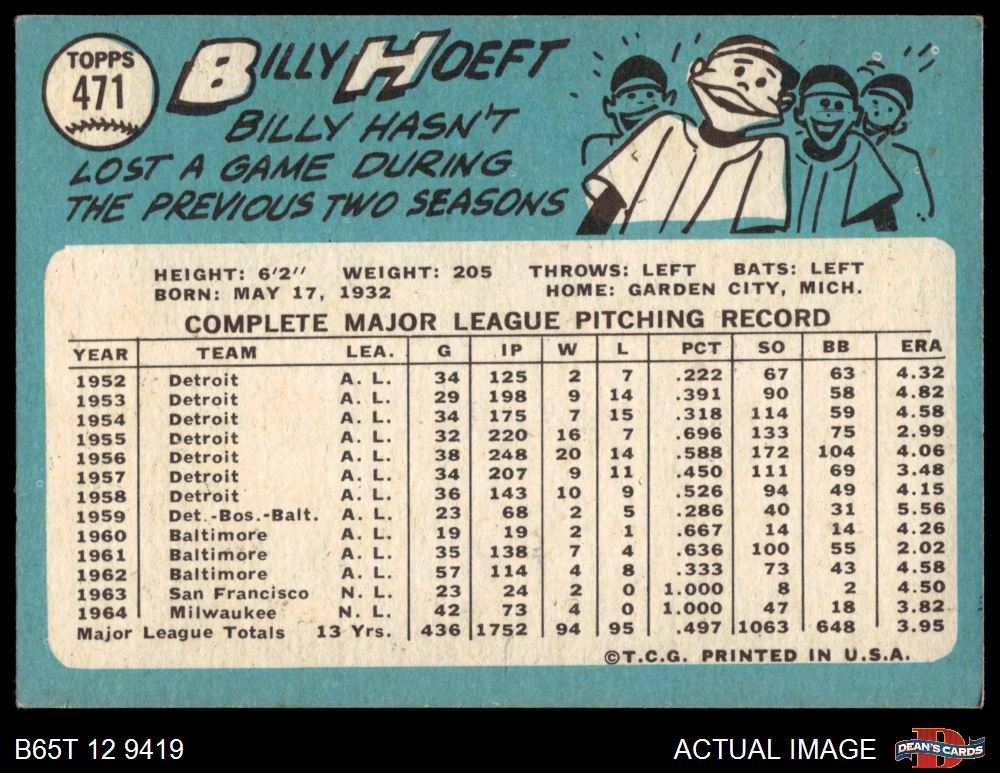 TOPPS
471
BILLY HOEFT
BILLY HASN'T
LOST A GAME DURING
THE PREVIOUS TWO SEASONS
HEIGHT: 6'2" WEIGHT: 205 THROWS: LEFT BATS: LEFT
BORN: MAY 17, 1932 HOME: GARDEN CITY, MICH.
COMPLETE MAJOR LEAGUE PITCHING RECORD
YEAR TEAM LEA. G IP W L PCT SO BB ERA
1952 Detroit A. L. 34 125 2 7 .222 67 63 4.32
1953 Detroit A. L. 29 198 9 14 .391 90 58 4.82
1954 Detroit A. L. 34 175 7 15 .318 114 59 4.58
1955 Detroit A. L. 32 220 16 7 .696 133 75 2.99
1956 Detroit A. L. 38 248 20 14 .588 172 104 4.06
1957 Detroit A. L. 34 207 9 11 .450 111 69 3.48
1958 Detroit A. L. 36 143 10 9 .526 94 49 4.15
1959 Det.-Bos.-Balt. A. L. 23 68 2 5 .286 40 31 5.56
1960 Baltimore A. L. 19 19 2 1 .667 14 14 4.26
1961 Baltimore A. L. 35 138 7 4 .636 100 55 2.02
1962 Baltimore A. L. 57 114 4 8 .333 73 43 4.58
1963 San Francisco N. L. 23 24 2 0 1.000 8 2 4.50
1964 Milwaukee N. L. 42 73 4 0 1.000 47 18 3.82
Major League Totals 13 Yrs. 436 1752 94 95 .497 1063 648 3.95
©T.C.G. PRINTED IN U.S.A.
B65T 12 9419 ACTUAL IMAGE DEAN'S CARDS